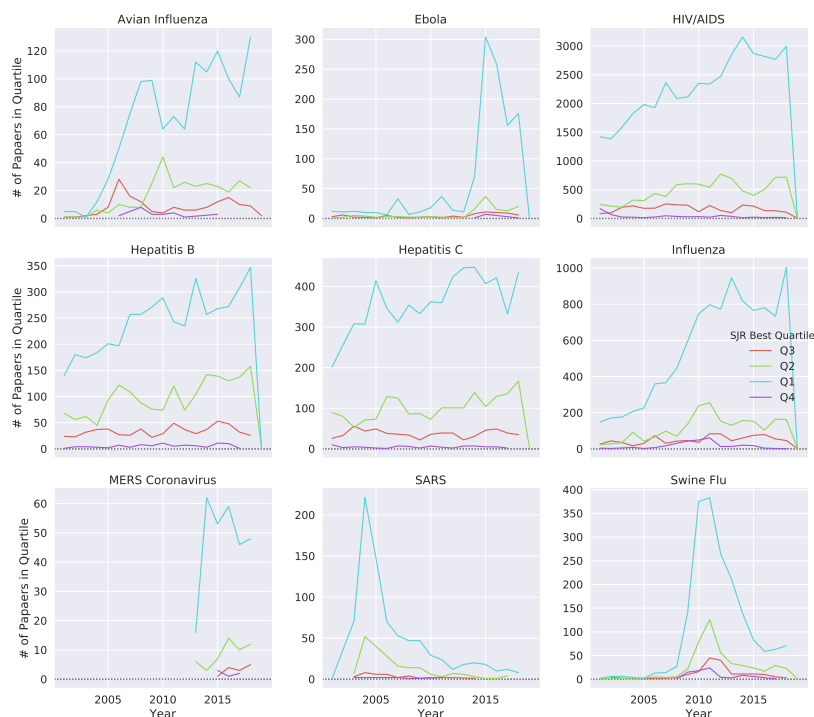 Avian Influenza
Ebola
HIV/AIDS
# of Papaers in Quartile
120
100
80
60
40
20
0
300
250
200
150
100
50
0
3000
2500
2000
1500
1000
500
0
Hepatitis B
Hepatitis C
Influenza
# of Papaers in Quartile
350
300
250
200
150
100
50
0
400
300
200
100
0
1000
800
600
400
200
0
SJR Best Quartile
Q3
Q2
Q1
Q4
MERS Coronavirus
SARS
Swine Flu
# of Papaers in Quartile
60
50
40
30
20
10
0
200
150
100
50
0
400
350
300
250
200
150
100
50
0
2005 2010 2015
2005 2010 2015
2005 2010 2015
Year
Year
Year